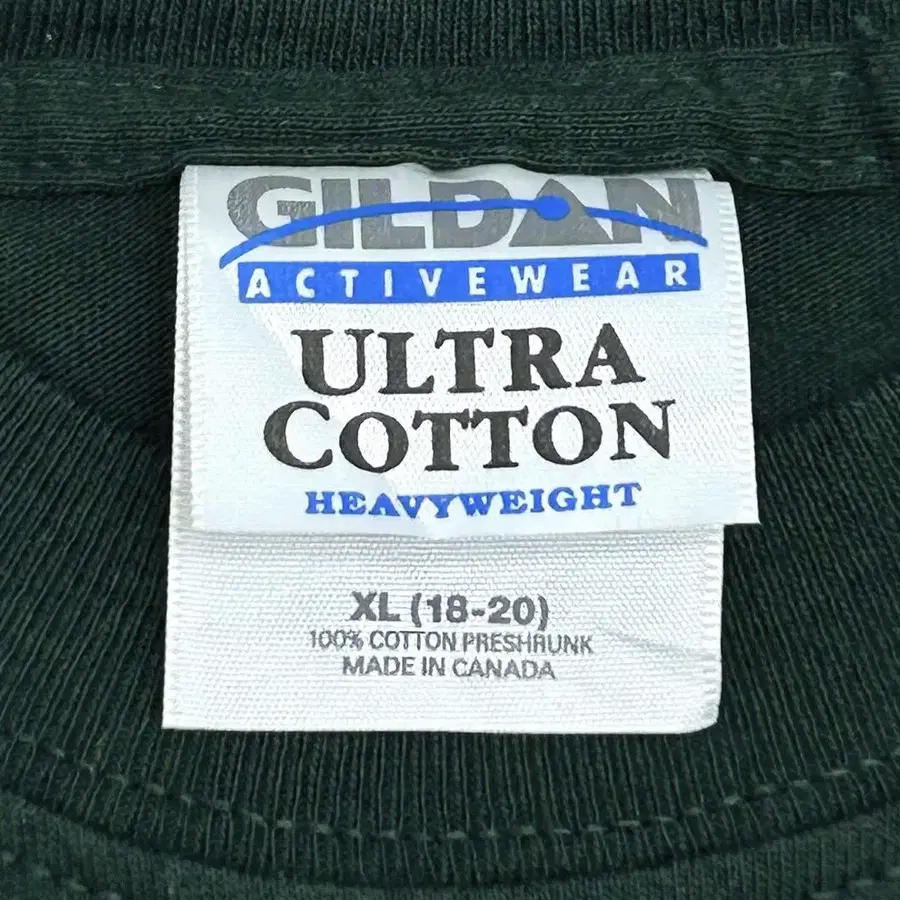 GILDAN
ACTIVEWEAR
ULTRA
COTTON
HEAVYWEIGHT
XL (18-20)
100% COTTON PRESHRUNK
MADE IN CANADA